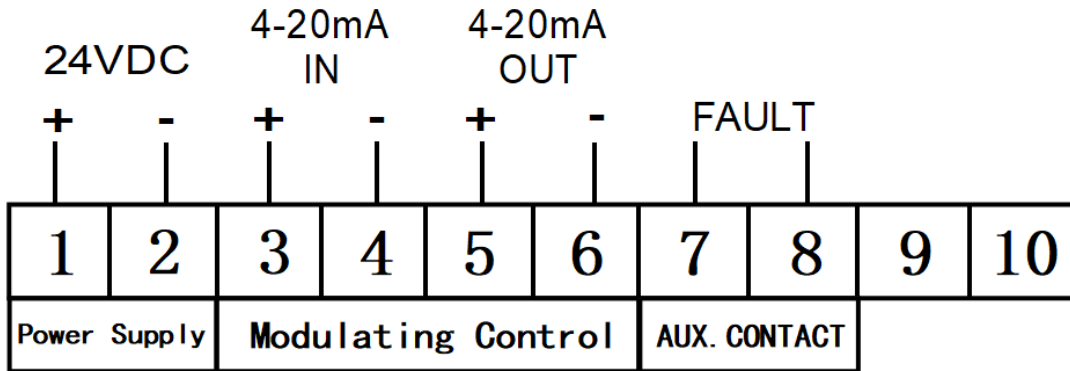 24VDC
4-20mA
IN
4-20mA
OUT
+ - + - + -
FAULT
1 2 3 4 5 6 7 8 9 10
Power Supply
Modulating Control
AUX. CONTACT